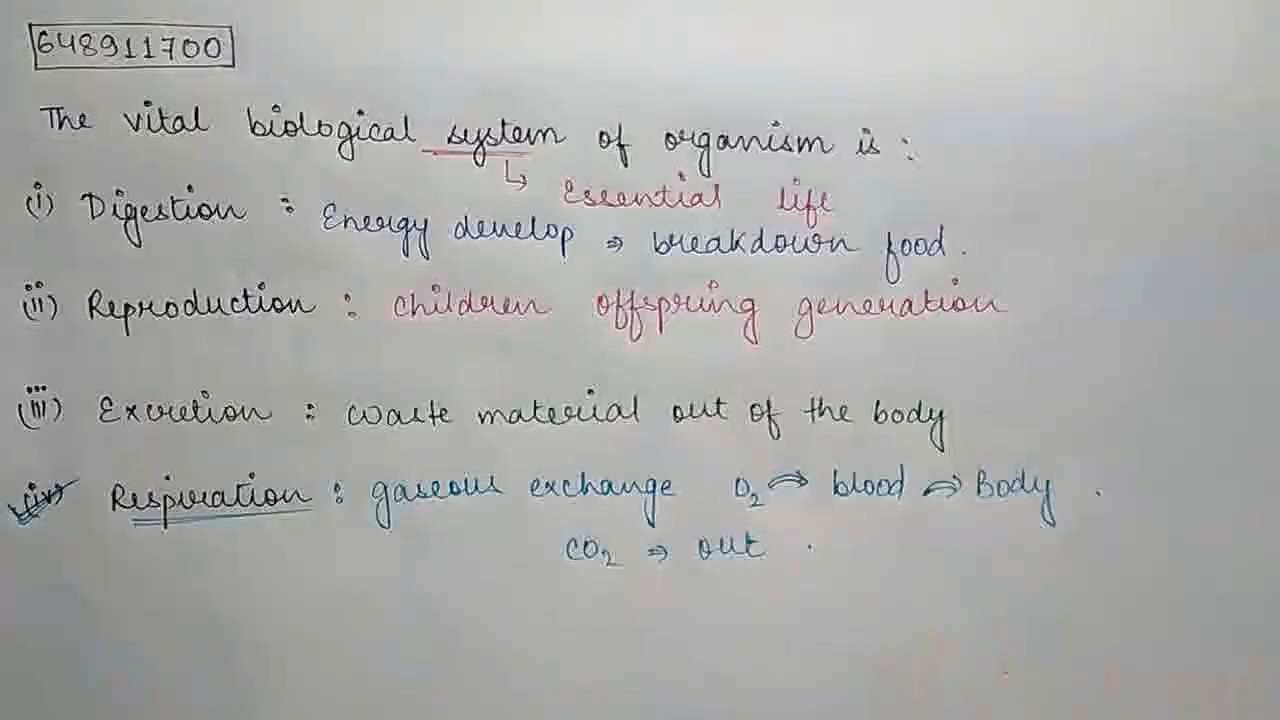 648911700
The vital biological system of organism is :
↳ Essential life
(i) Digestion : Energy develop ⇒ breakdown food.
(ii) Reproduction : children offspring generation
(iii) Excretion : waste material out of the body
(iv) Respiration : gaseous exchange O₂ ⇒ blood ⇒ Body .
CO₂ ⇒ out .